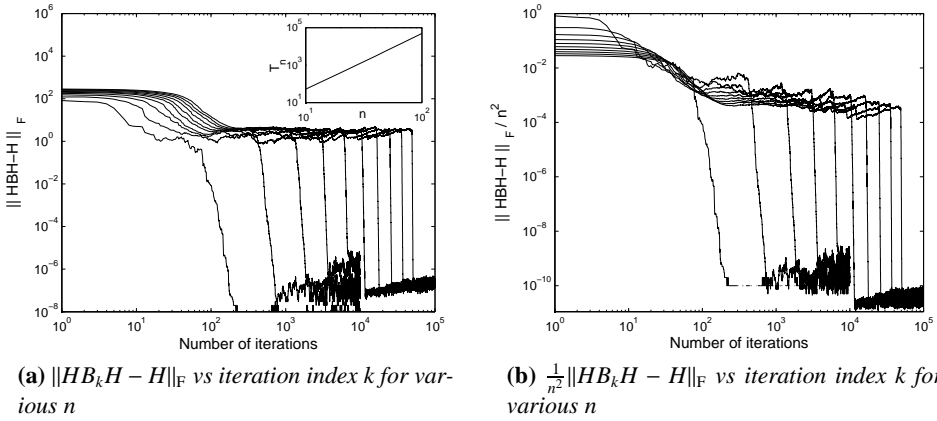 10^6
10^4
10^2
10^0
10^−2
10^−4
10^−6
10^−8
|| HBH−H ||_F
10^0 10^1 10^2 10^3 10^4 10^5
Number of iterations
10^5
10^3
10^1
T_n
10^1 n 10^2
10^0
10^−2
10^−4
10^−6
10^−8
10^−10
|| HBH−H ||_F / n^2
10^0 10^1 10^2 10^3 10^4 10^5
Number of iterations
(a) ||HB_kH − H||_F vs iteration index k for var-
ious n
(b) 1/n^2 ||HB_kH − H||_F vs iteration index k for
various n